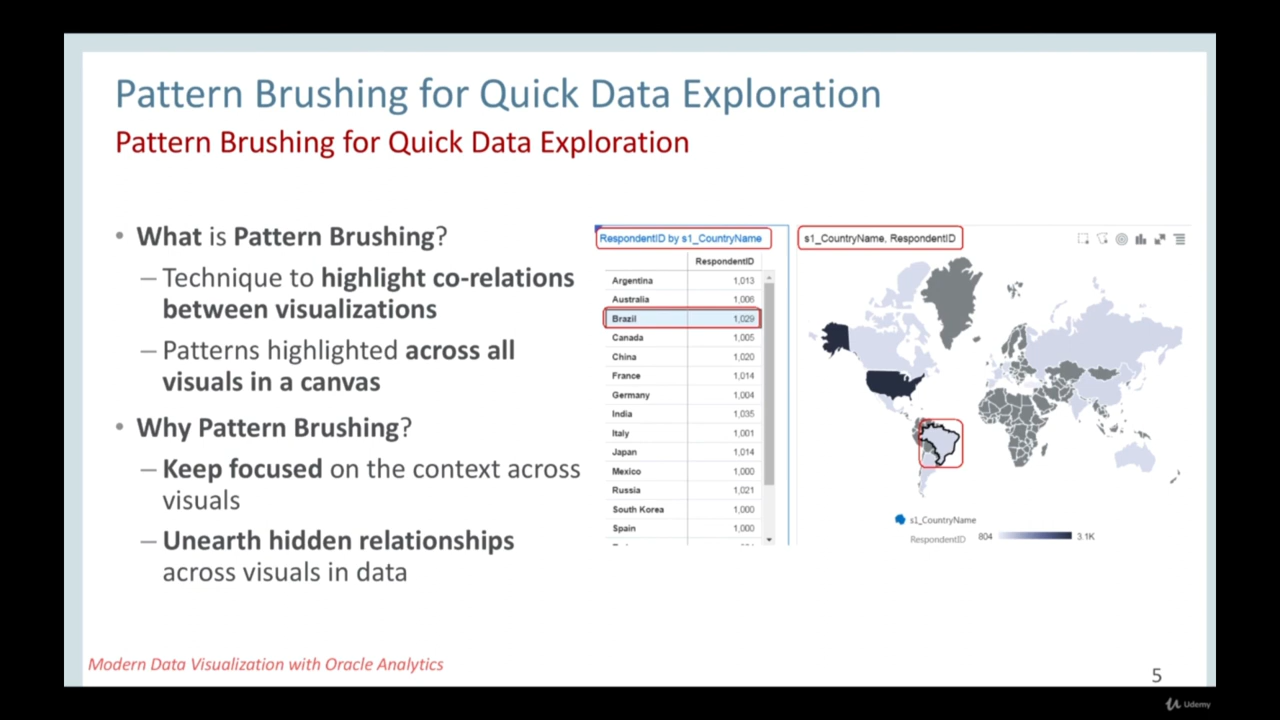 Pattern Brushing for Quick Data Exploration
Pattern Brushing for Quick Data Exploration
• What is Pattern Brushing?
– Technique to highlight co-relations
between visualizations
– Patterns highlighted across all
visuals in a canvas
• Why Pattern Brushing?
– Keep focused on the context across
visuals
– Unearth hidden relationships
across visuals in data
RespondentID by s1_CountryName
RespondentID
Argentina 1,013
Australia 1,006
Brazil 1,029
Canada 1,005
China 1,020
France 1,014
Germany 1,004
India 1,035
Italy 1,001
Japan 1,014
Mexico 1,000
Russia 1,021
South Korea 1,000
Spain 1,000
s1_CountryName, RespondentID
s1_CountryName
RespondentID 804 3.1K
Modern Data Visualization with Oracle Analytics
5
Udemy